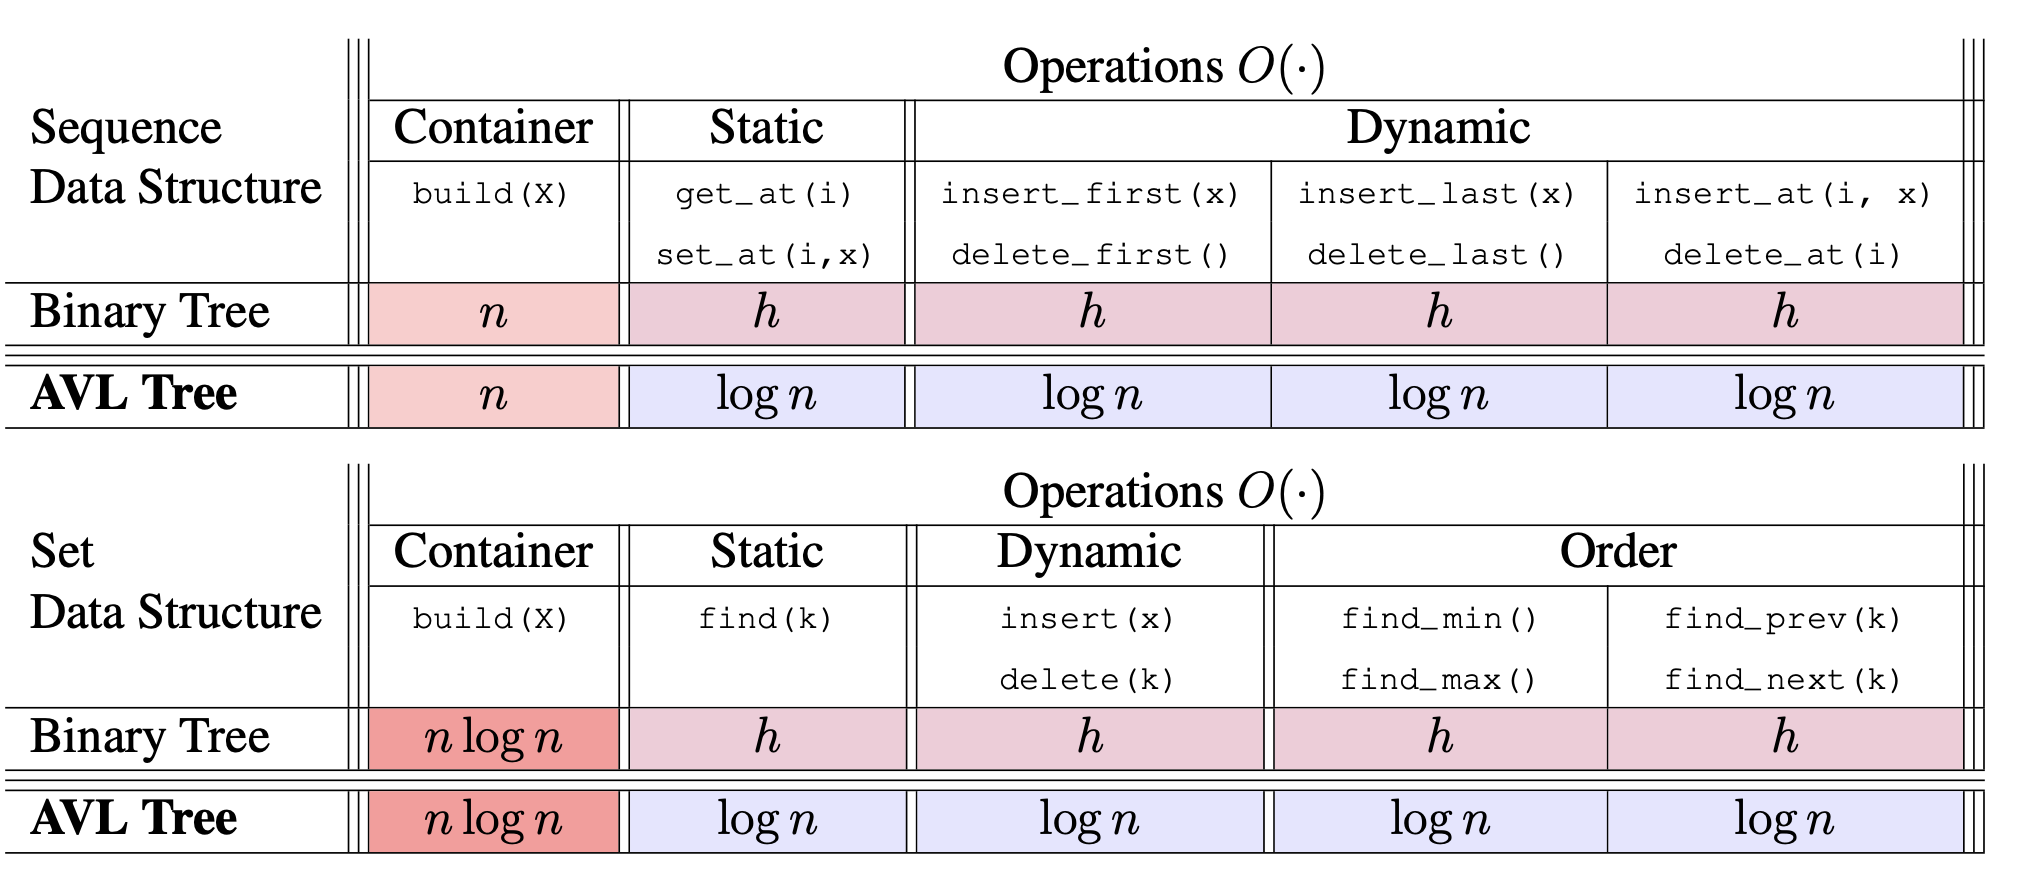 Operations O(·)
Sequence Container Static Dynamic
Data Structure build(X) get_at(i) insert_first(x) insert_last(x) insert_at(i, x)
set_at(i,x) delete_first() delete_last() delete_at(i)
Binary Tree n h h h h
AVL Tree n log n log n log n log n
Operations O(·)
Set Container Static Dynamic Order
Data Structure build(X) find(k) insert(x) find_min() find_prev(k)
delete(k) find_max() find_next(k)
Binary Tree n log n h h h h
AVL Tree n log n log n log n log n log n